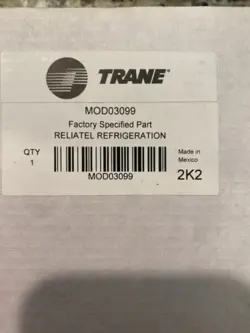 TRANE
MOD03099
Factory Specified Part
RELIATEL REFRIGERATION
QTY
1
MOD03099
Made in
Mexico
2K2